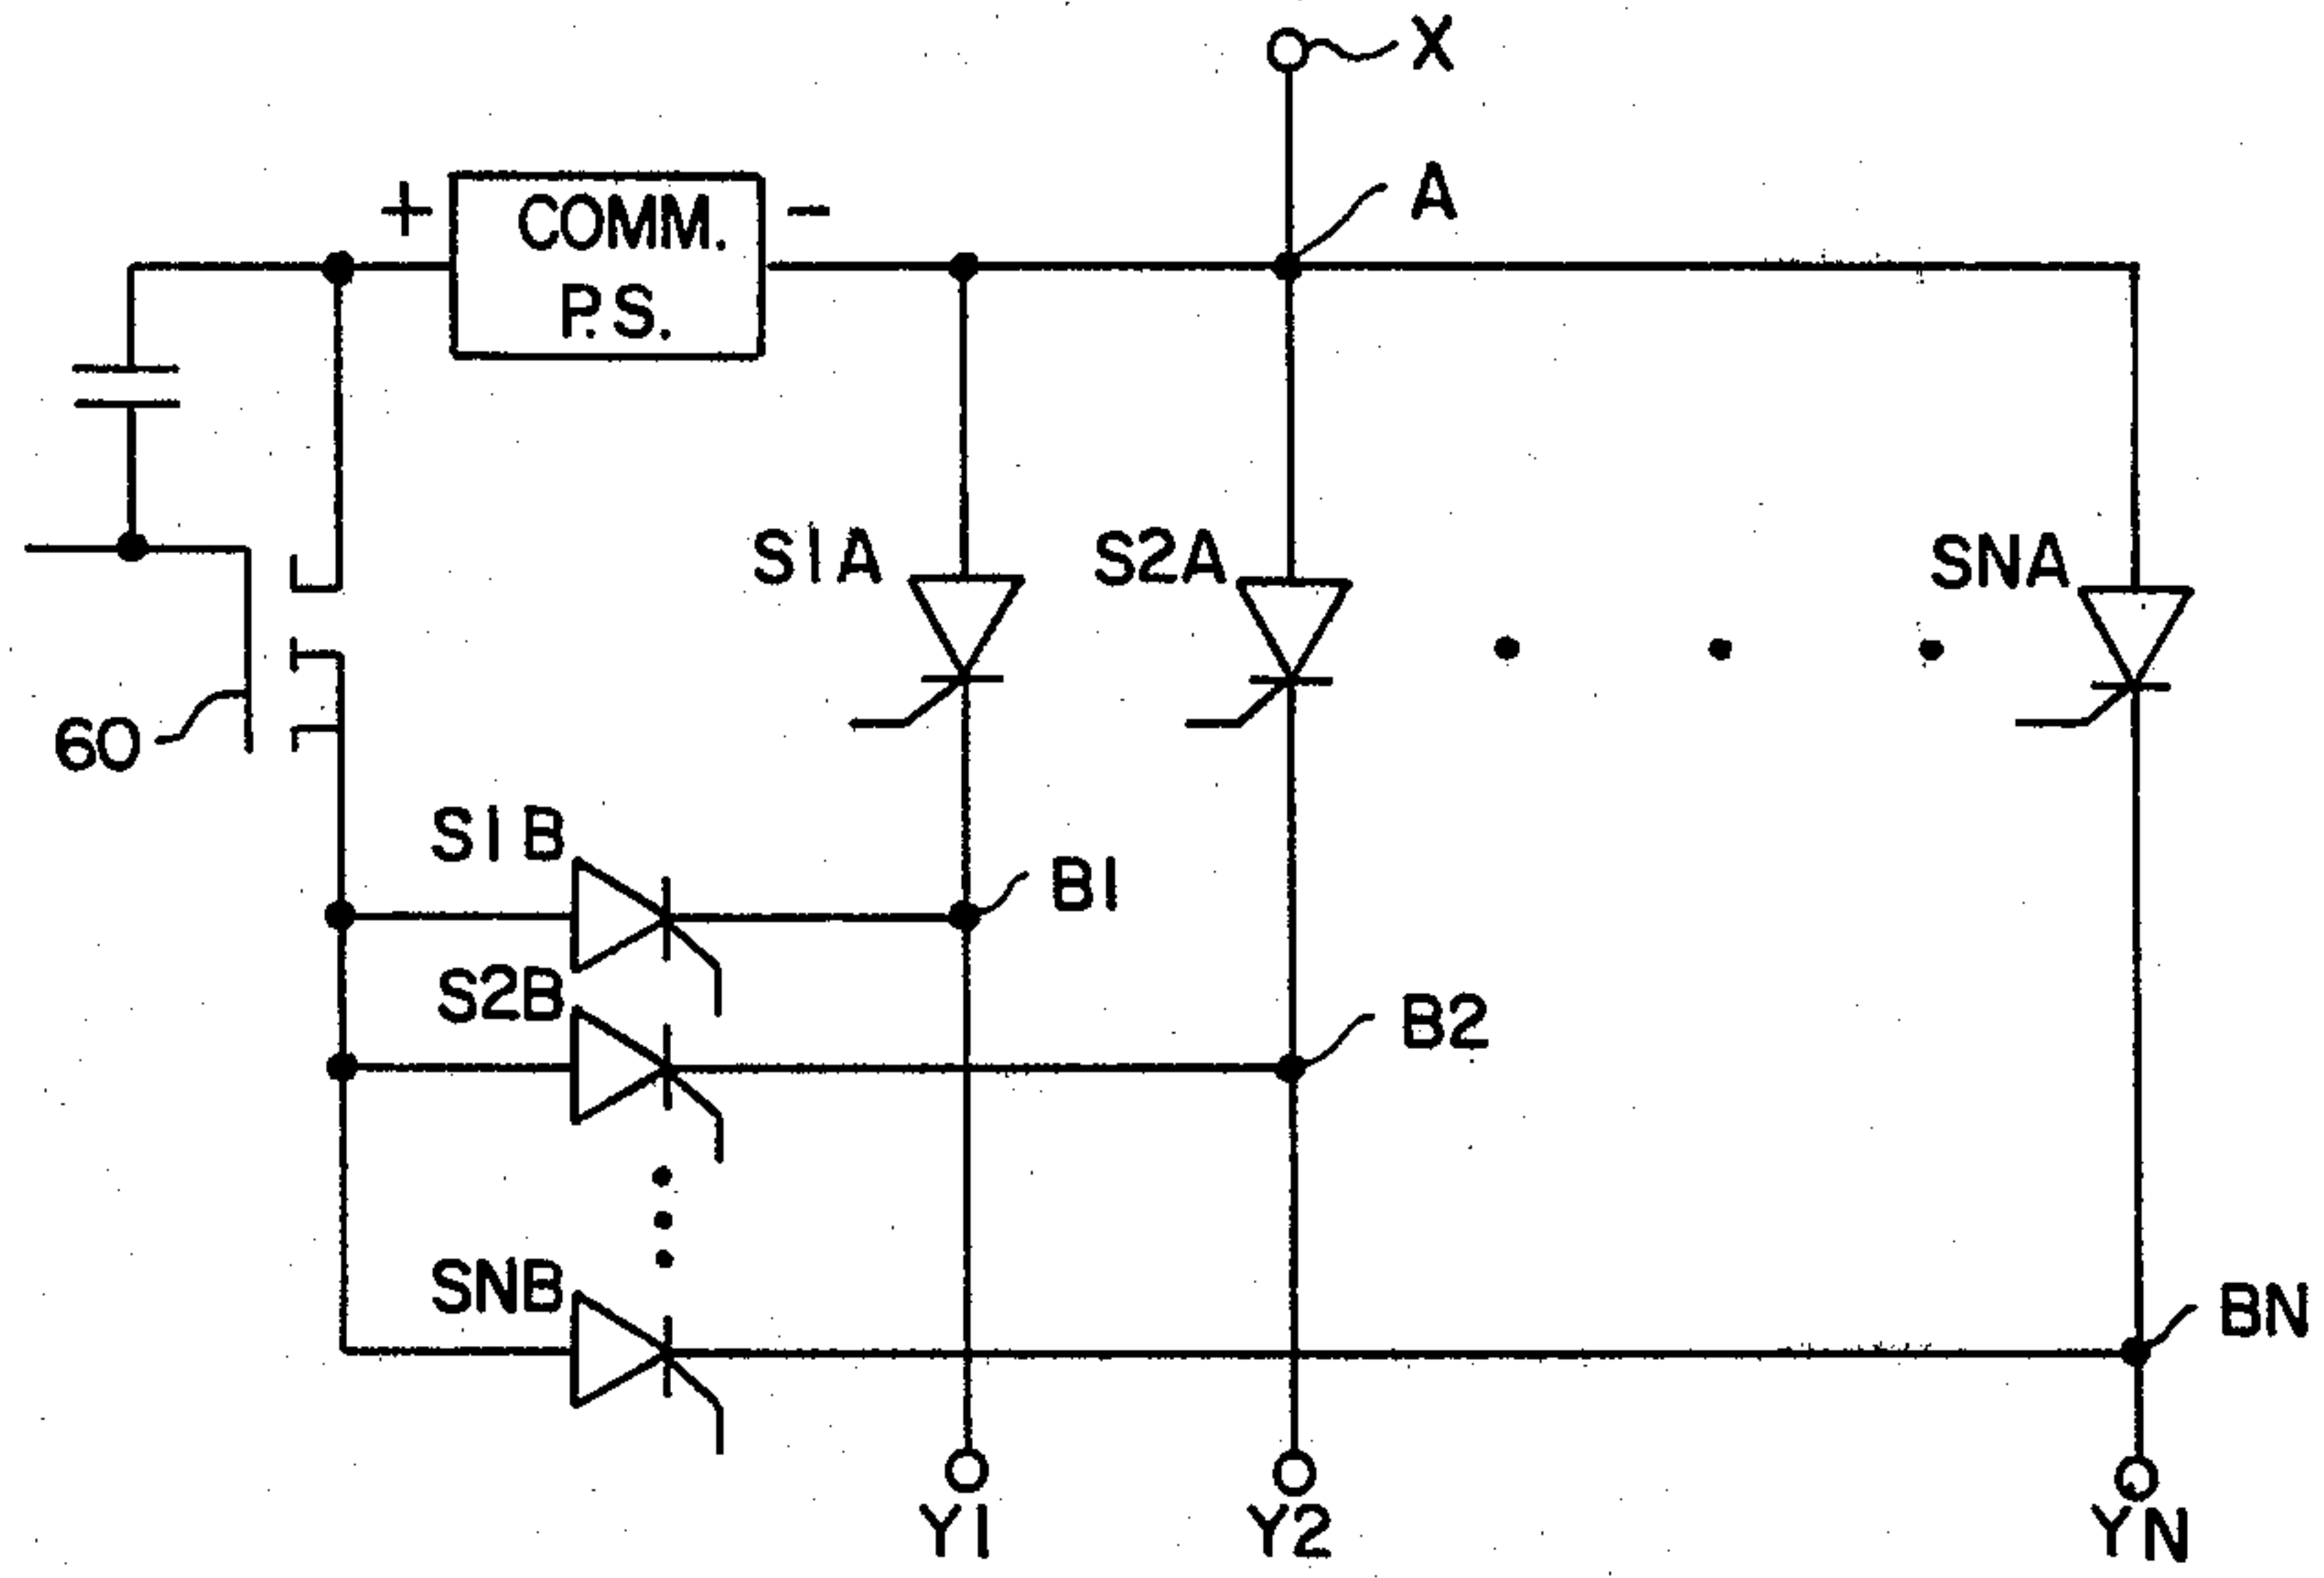 X
A
+ COMM. -
P.S.
S1A S2A SNA
60
S1B
B1
S2B
B2
SNB
BN
Y1 Y2 YN